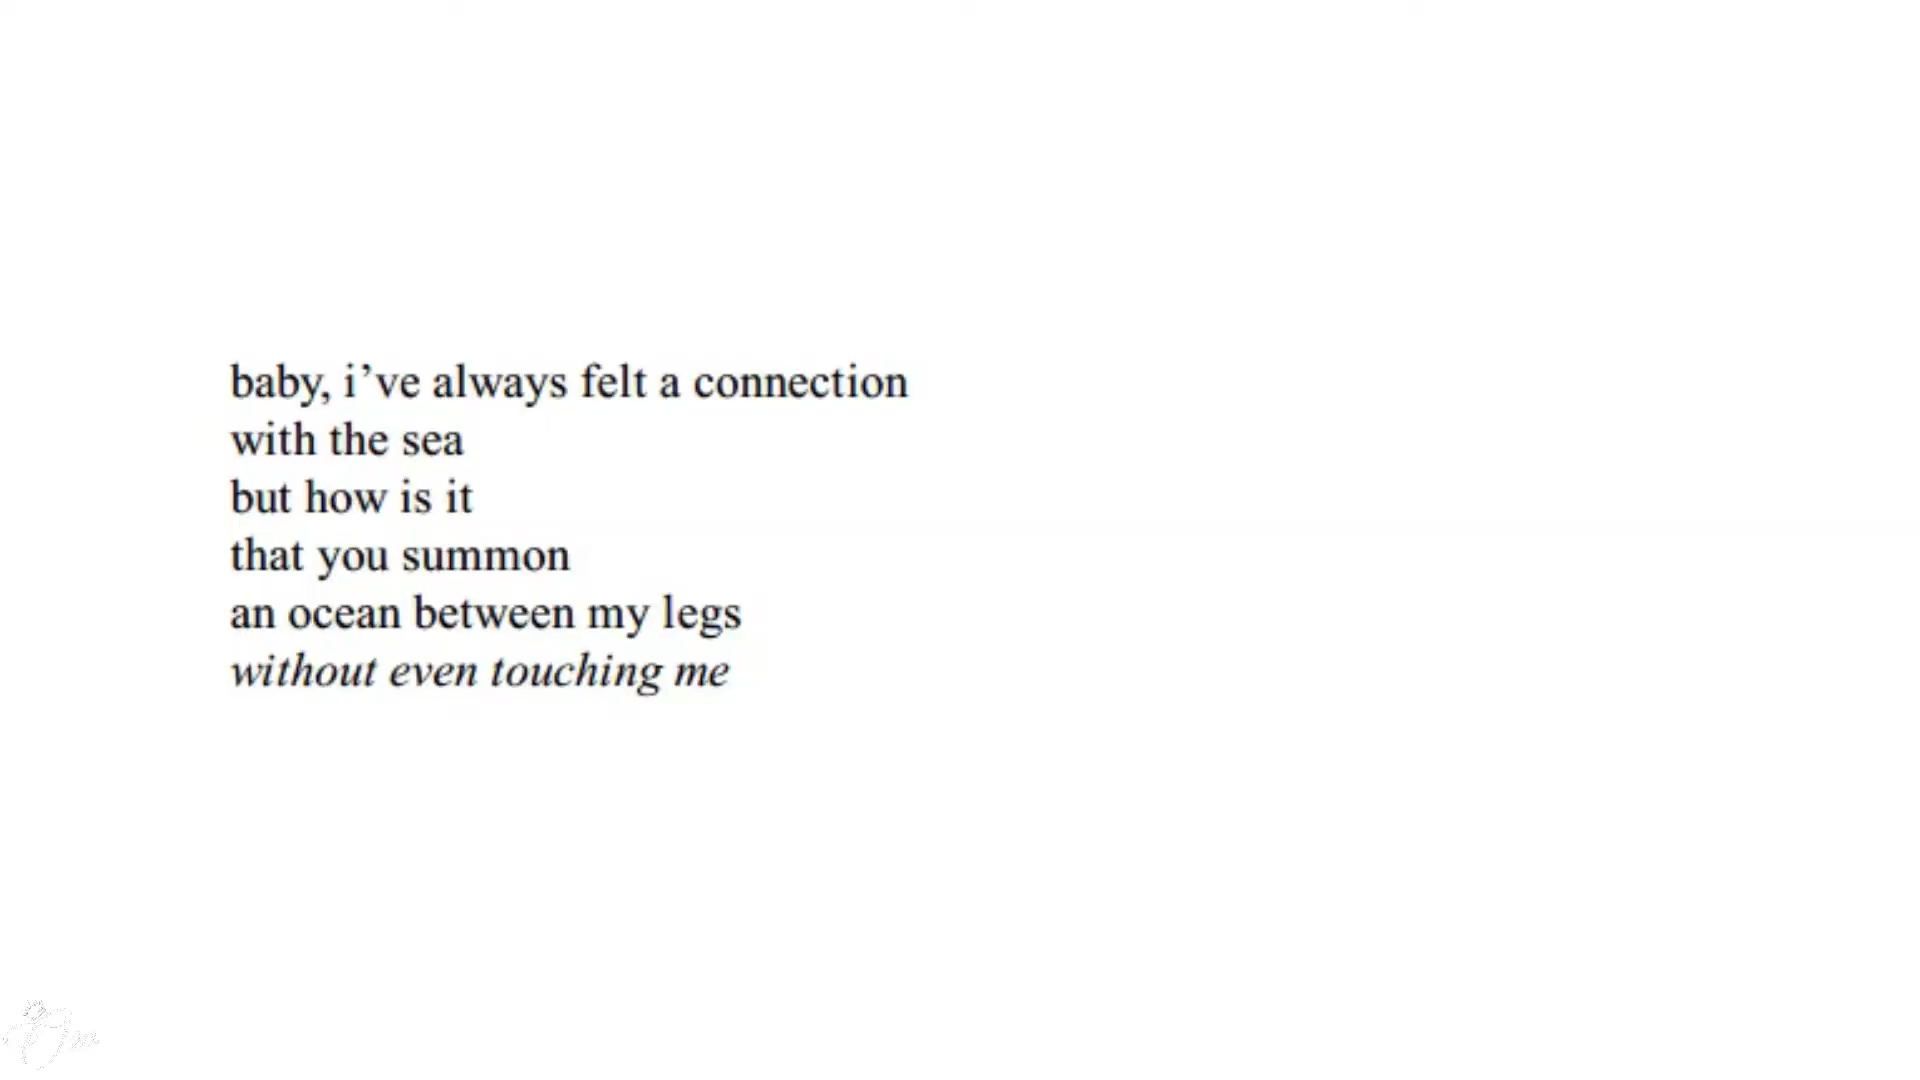 baby, i’ve always felt a connection
with the sea
but how is it
that you summon
an ocean between my legs
without even touching me